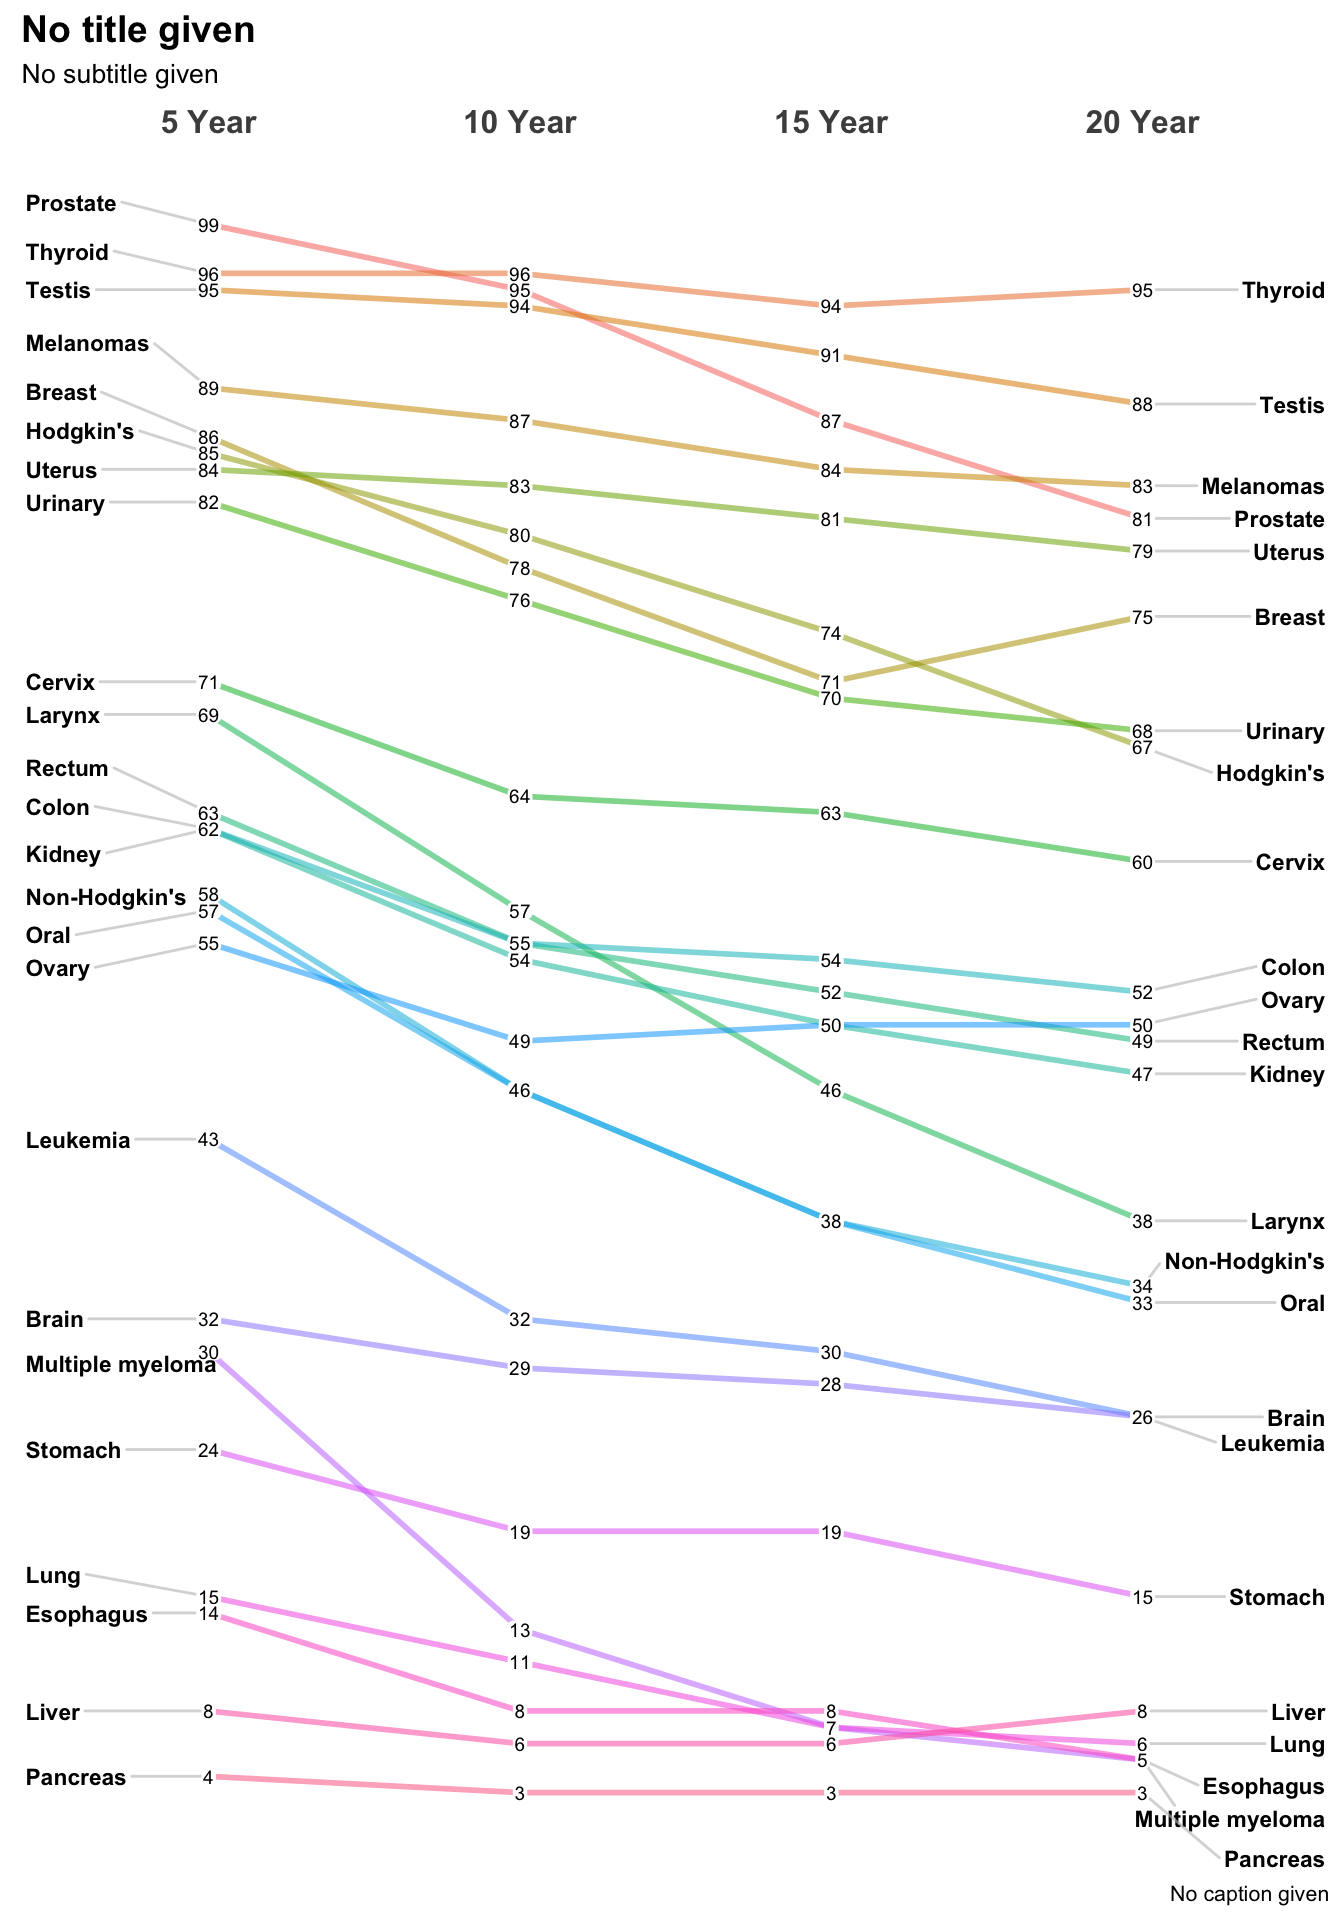 No title given
No subtitle given
5 Year 10 Year 15 Year 20 Year
Prostate 99
Thyroid 96 96 94 95 Thyroid
Testis 95 95
94 91 88 Testis
Melanomas 89 87 87
84 83 Melanomas
Breast 86
Hodgkin's 85
Uterus 84 83 81 81 Prostate
79 Uterus
Urinary 82 80
78 75 Breast
76 74
71
70 68 Urinary
67 Hodgkin's
Cervix 71 64 63 60 Cervix
Larynx 69
Rectum 63
Colon 62
Kidney
Non-Hodgkin's 58 57
Oral 57 55 54 52 Colon
Ovary 55 54 52 50 Ovary
49 50 49 Rectum
47 Kidney
46 46
Leukemia 43
38 38 Larynx
34 Non-Hodgkin's
33 Oral
Brain 32 32
Multiple myeloma 30 29 30
28
26 Brain
Leukemia
Stomach 24
19 19
15 Stomach
Lung 15
Esophagus 14 13
11
Liver 8 8 8 8 Liver
7
6 6 6 Lung
5 Esophagus
Pancreas 4 3 3 3
Multiple myeloma
Pancreas
No caption given